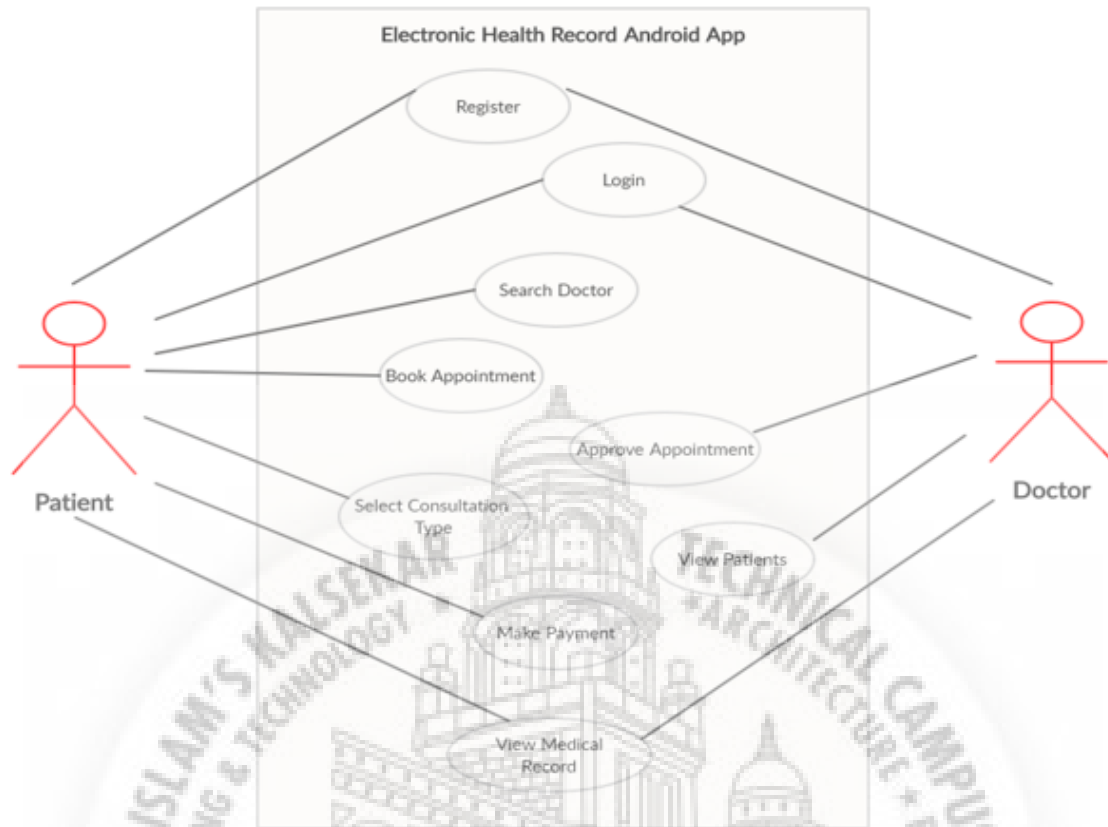 Electronic Health Record Android App
Register
Login
Search Doctor
Book Appointment
Approve Appointment
Patient
Doctor
Select Consultation
Type
View Patients
Make Payment
View Medical
Record
ISLAM'S KALSEKAR
TECHNICAL CAMPUS
& TECHNOLOGY *
*ARCHITECTURE *